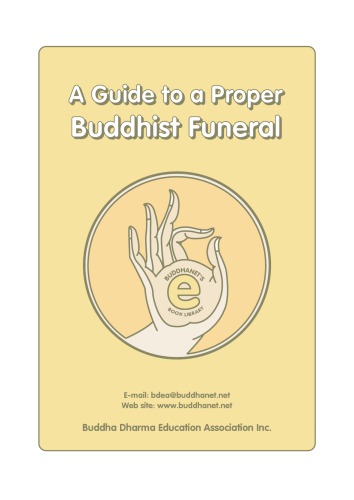 A Guide to a Proper
Buddhist Funeral
BUDDHANET'S
e
BOOK LIBRARY
E-mail: bdea@buddhanet.net
Web site: www.buddhanet.net
Buddha Dharma Education Association Inc.